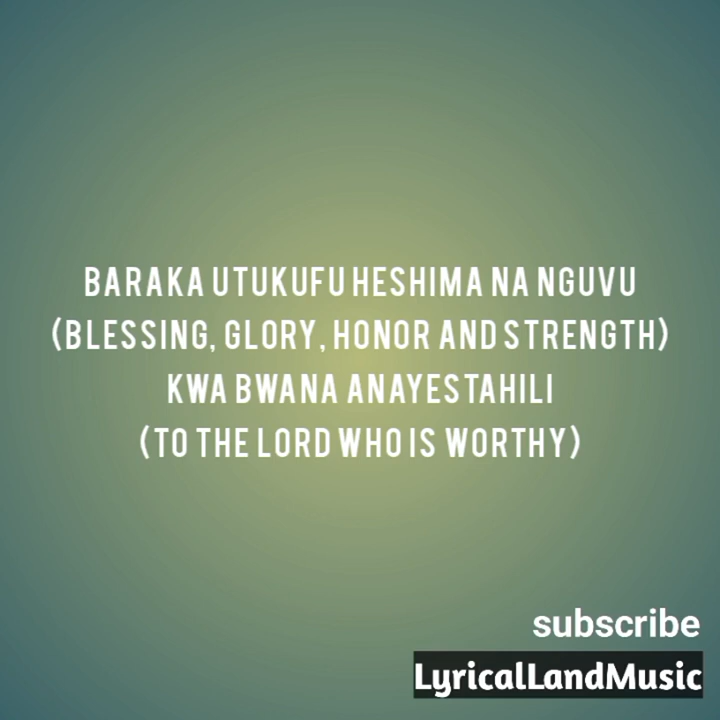 BARAKA UTUKUFU HESHIMA NA NGUVU
(BLESSING, GLORY, HONOR AND STRENGTH)
KWA BWANA ANAYESTAHILI
(TO THE LORD WHO IS WORTHY)
subscribe
LyricalLandMusic